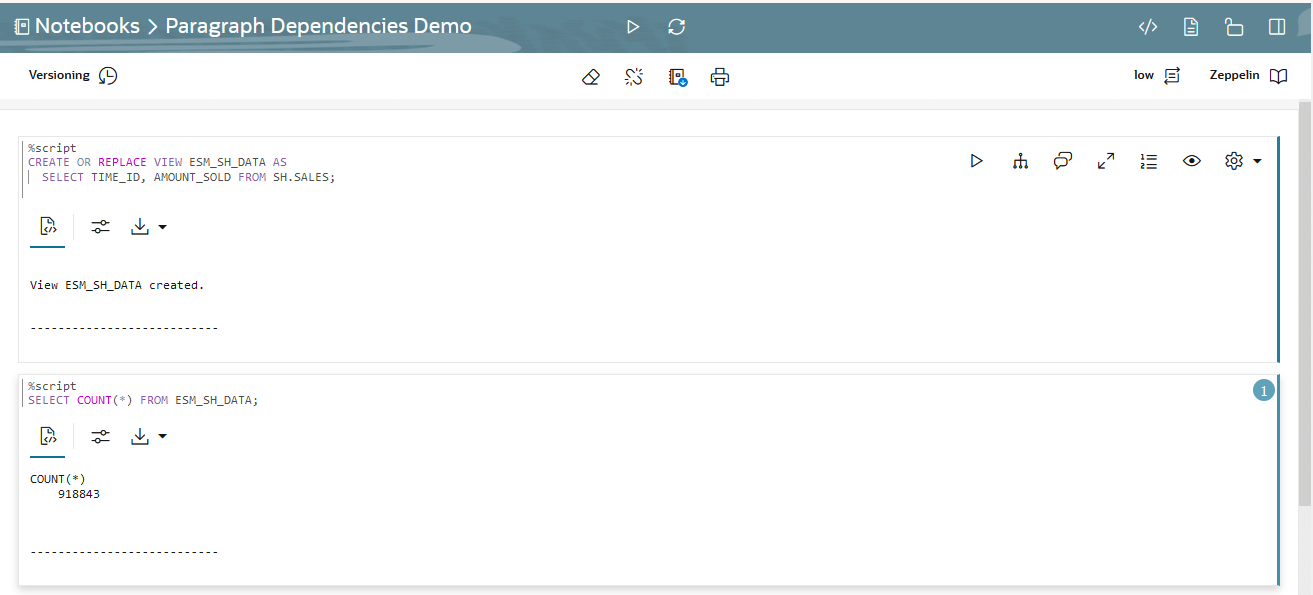 Notebooks > Paragraph Dependencies Demo
Versioning
low
Zeppelin
%script
CREATE OR REPLACE VIEW ESM_SH_DATA AS
SELECT TIME_ID, AMOUNT_SOLD FROM SH.SALES;
View ESM_SH_DATA created.
---------------------------
%script
SELECT COUNT(*) FROM ESM_SH_DATA;
1
COUNT(*)
918843
---------------------------